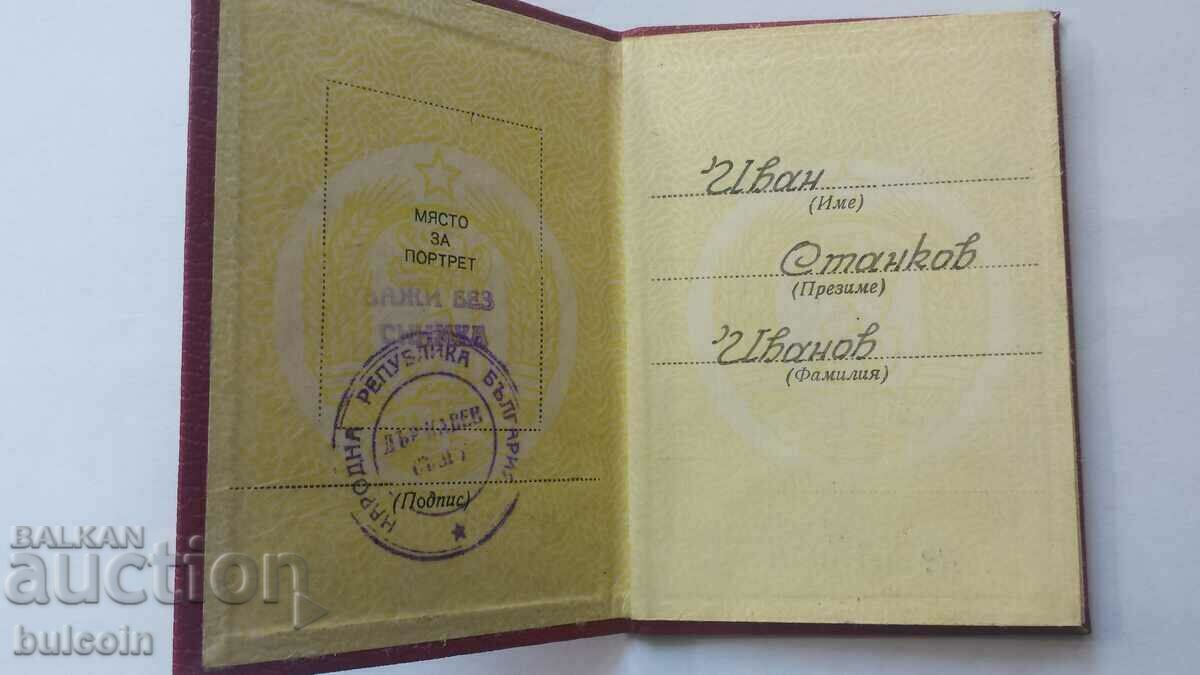 МЯСТО
ЗА
ПОРТРЕТ
ВАЖИ БЕЗ
СНИМКА
НАРОДНА РЕПУБЛИКА БЪЛГАРИЯ
ДЪРЖАВЕН
СЪВЕТ
(Подпис)
Иван
(Име)
Станков
(Презиме)
Иванов
(Фамилия)
BALKAN
auction
bulcoin